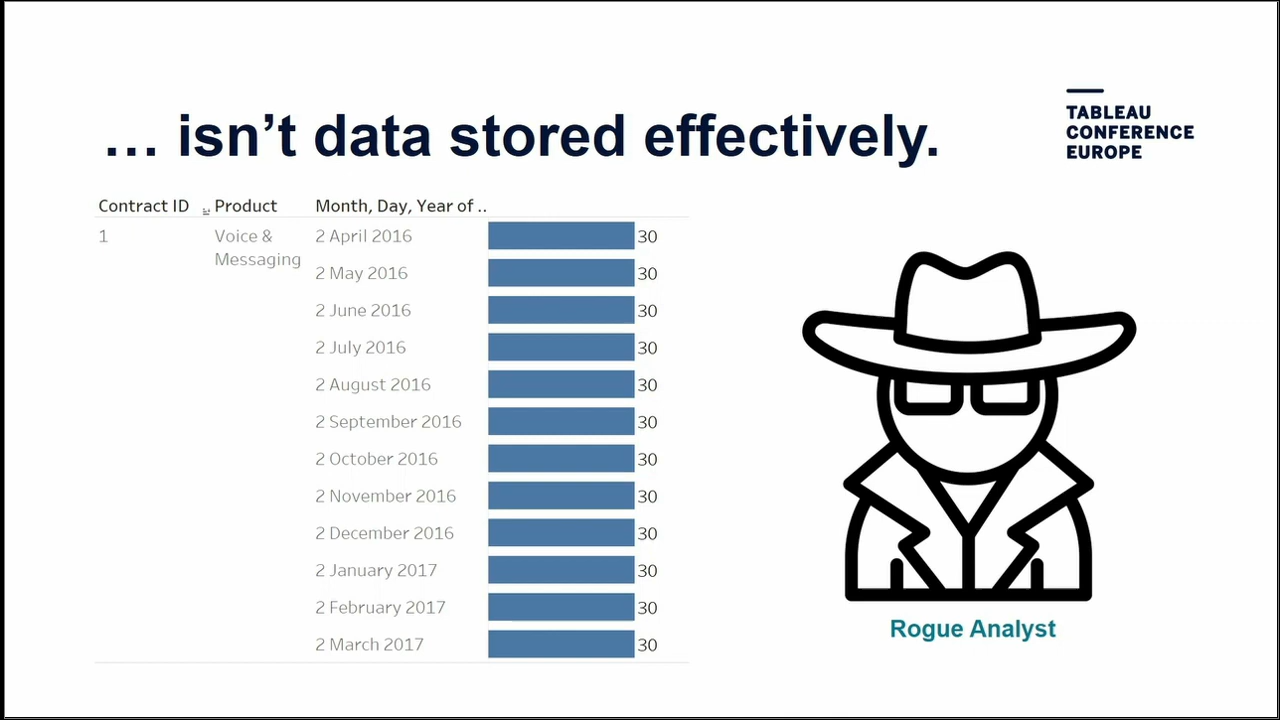 … isn’t data stored effectively.
TABLEAU
CONFERENCE
EUROPE
Contract ID Product Month, Day, Year of ..
1 Voice & 2 April 2016 30
Messaging
2 May 2016 30
2 June 2016 30
2 July 2016 30
2 August 2016 30
2 September 2016 30
2 October 2016 30
2 November 2016 30
2 December 2016 30
2 January 2017 30
2 February 2017 30
2 March 2017 30
Rogue Analyst